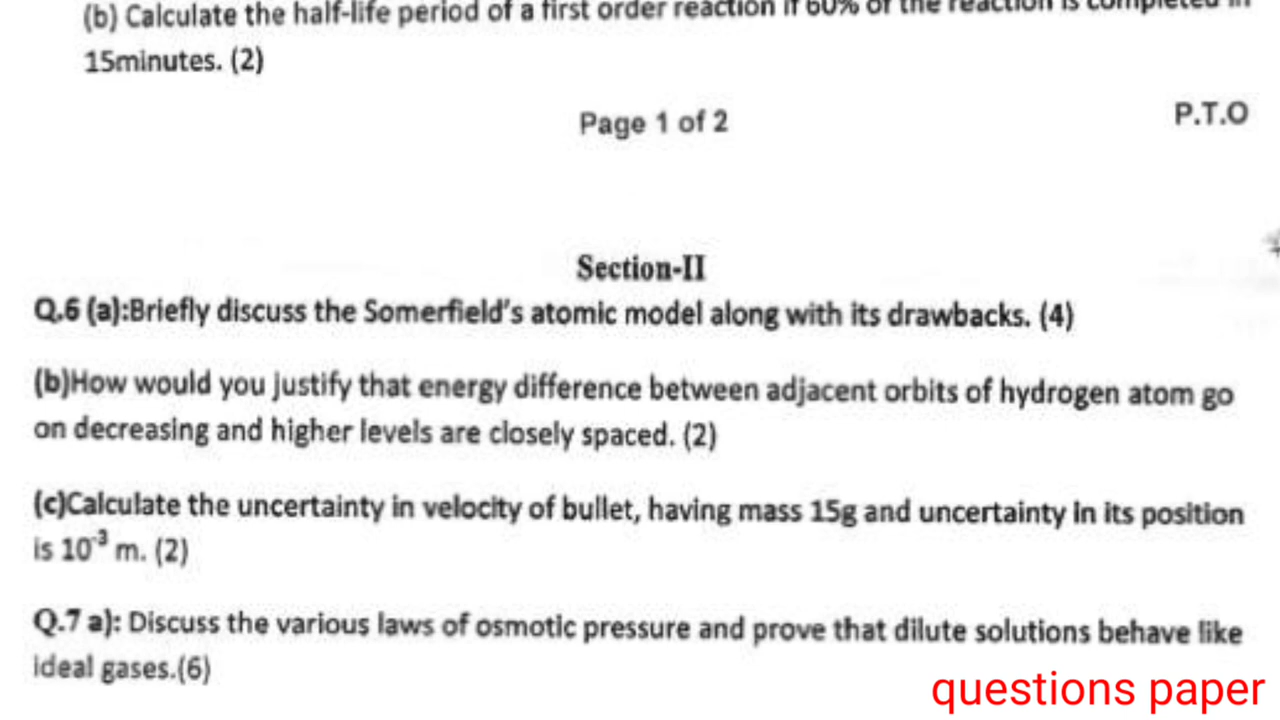 (b) Calculate the half-life period of a first order reaction if 60% of the reaction is completed in
15minutes. (2)
Page 1 of 2
P.T.O
Section-II
Q.6 (a):Briefly discuss the Somerfield's atomic model along with its drawbacks. (4)
(b)How would you justify that energy difference between adjacent orbits of hydrogen atom go
on decreasing and higher levels are closely spaced. (2)
(c)Calculate the uncertainty in velocity of bullet, having mass 15g and uncertainty in its position
is 10⁻³ m. (2)
Q.7 a): Discuss the various laws of osmotic pressure and prove that dilute solutions behave like
ideal gases.(6)
questions paper